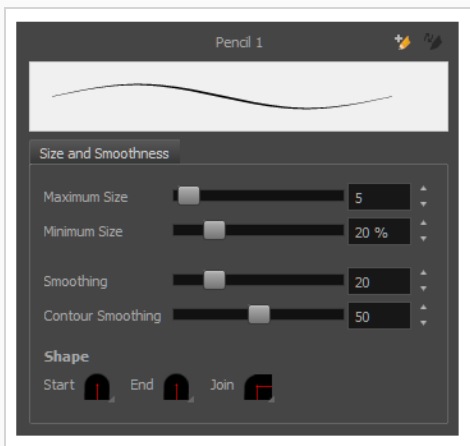 Pencil 1
Size and Smoothness
Maximum Size 5
Minimum Size 20 %
Smoothing 20
Contour Smoothing 50
Shape
Start End Join